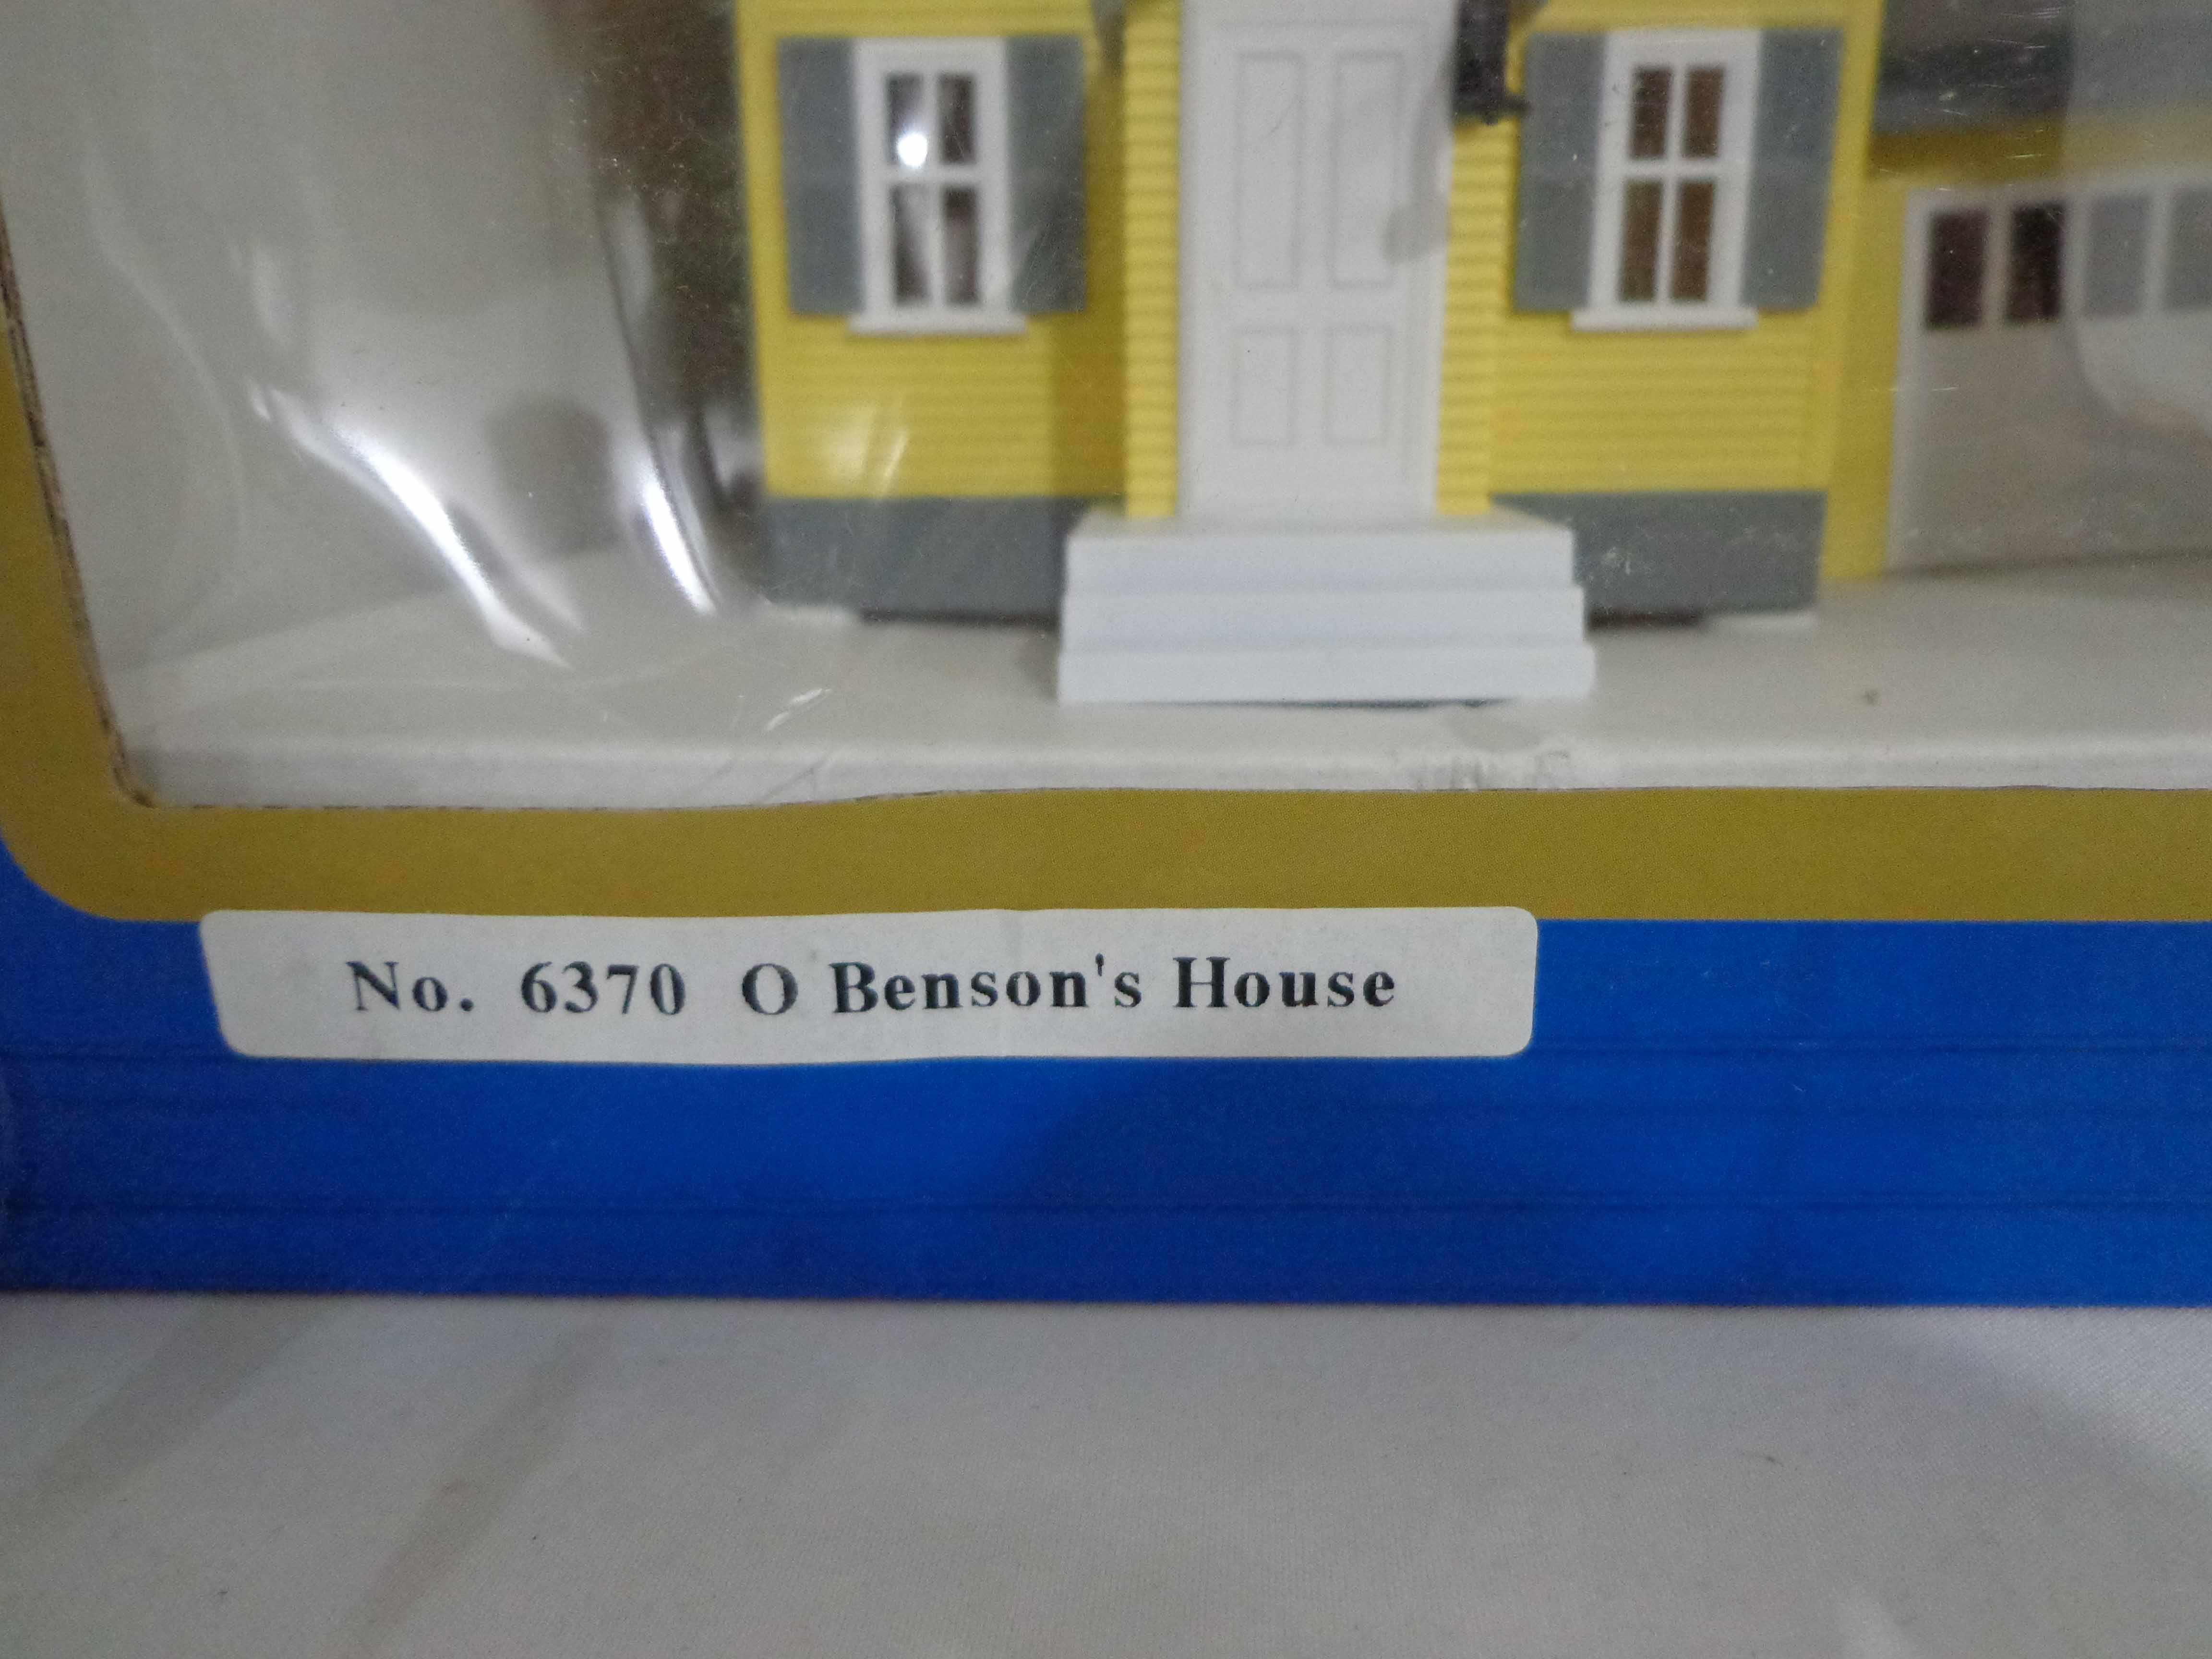 No. 6370 O Benson's House